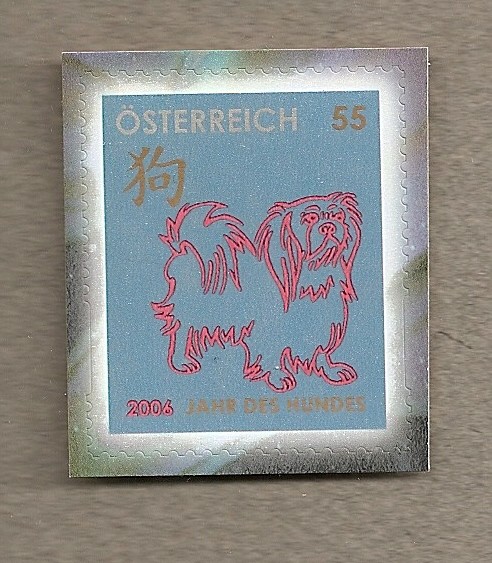 ÖSTERREICH 55
狗
2006 JAHR DES HUNDES